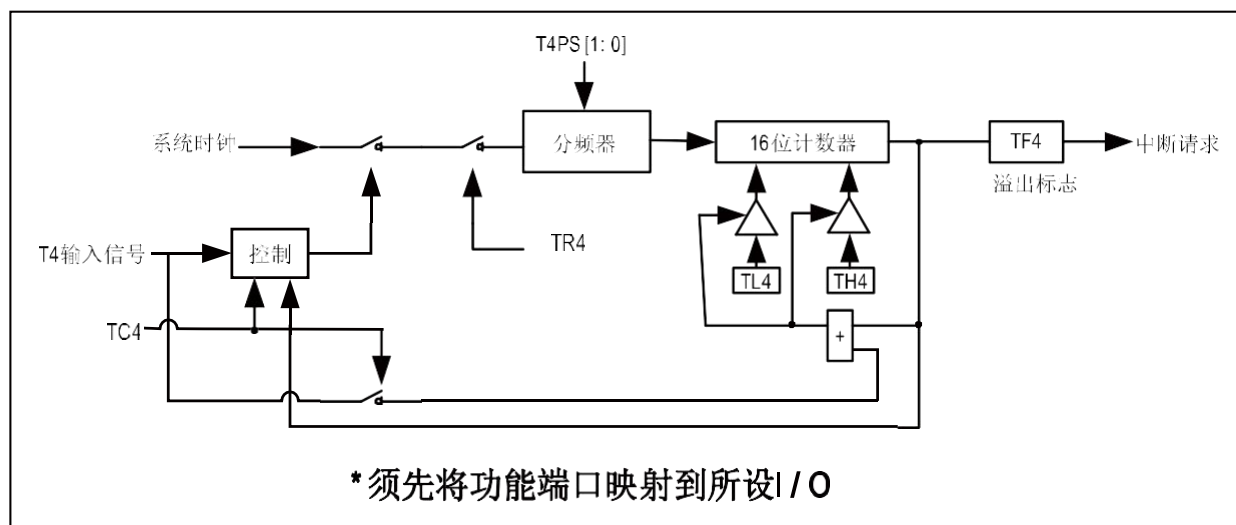 T4PS[1: 0]
系统时钟
分频器
16位计数器
TF4
中断请求
溢出标志
T4输入信号
控制
TR4
TL4
TH4
TC4
+
*须先将功能端口映射到所设I / O